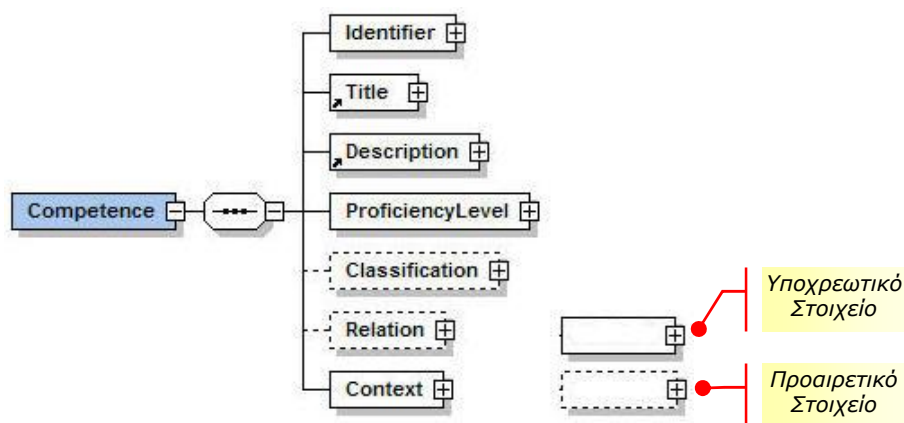 Identifier
Title
Description
Competence
ProficiencyLevel
Classification
Relation
Context
Υποχρεωτικό
Στοιχείο
Προαιρετικό
Στοιχείο